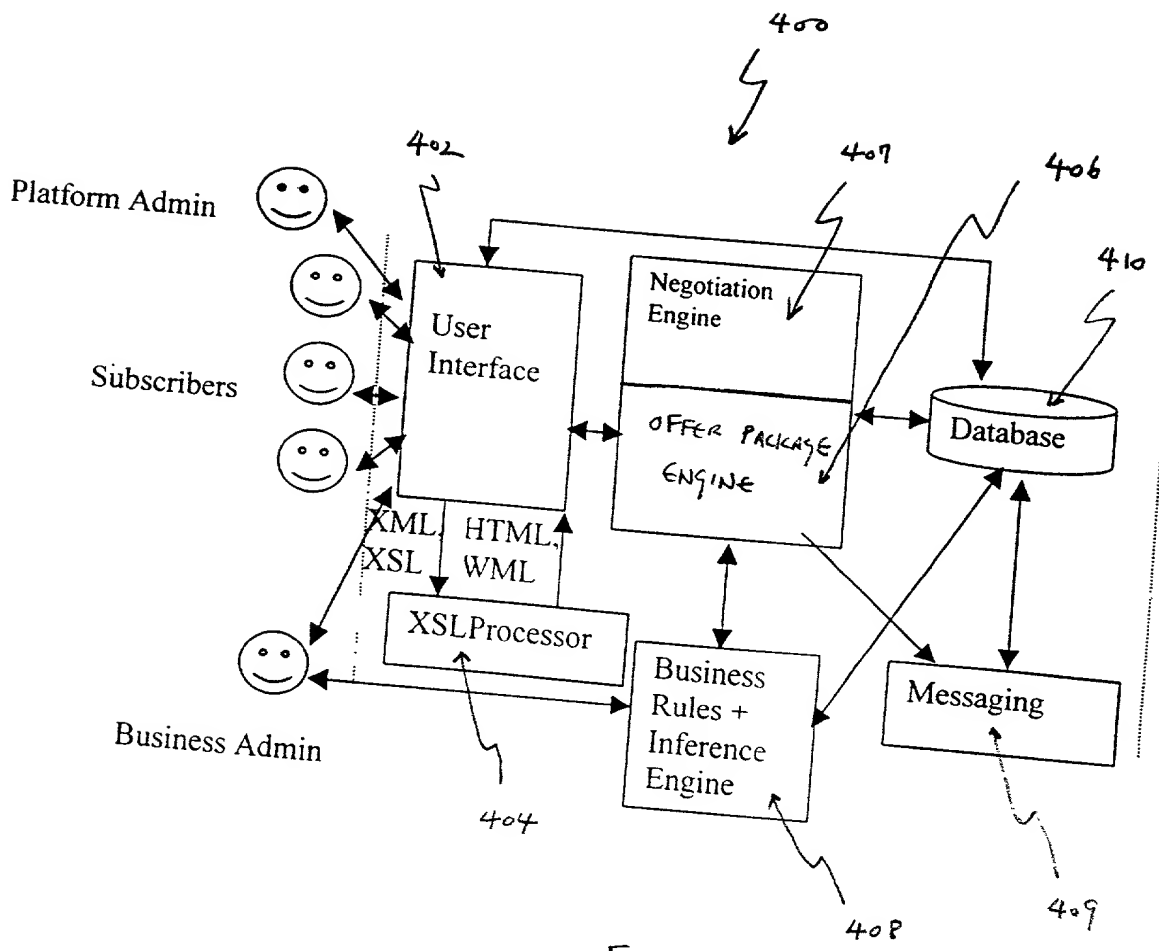 400
402
407
406
Platform Admin
410
Negotiation
Engine
User
Interface
Subscribers
OFFER PACKAGE
ENGINE
Database
XML,
XSL
HTML,
WML
XSLProcessor
Business
Rules +
Inference
Engine
Messaging
Business Admin
404
409
408